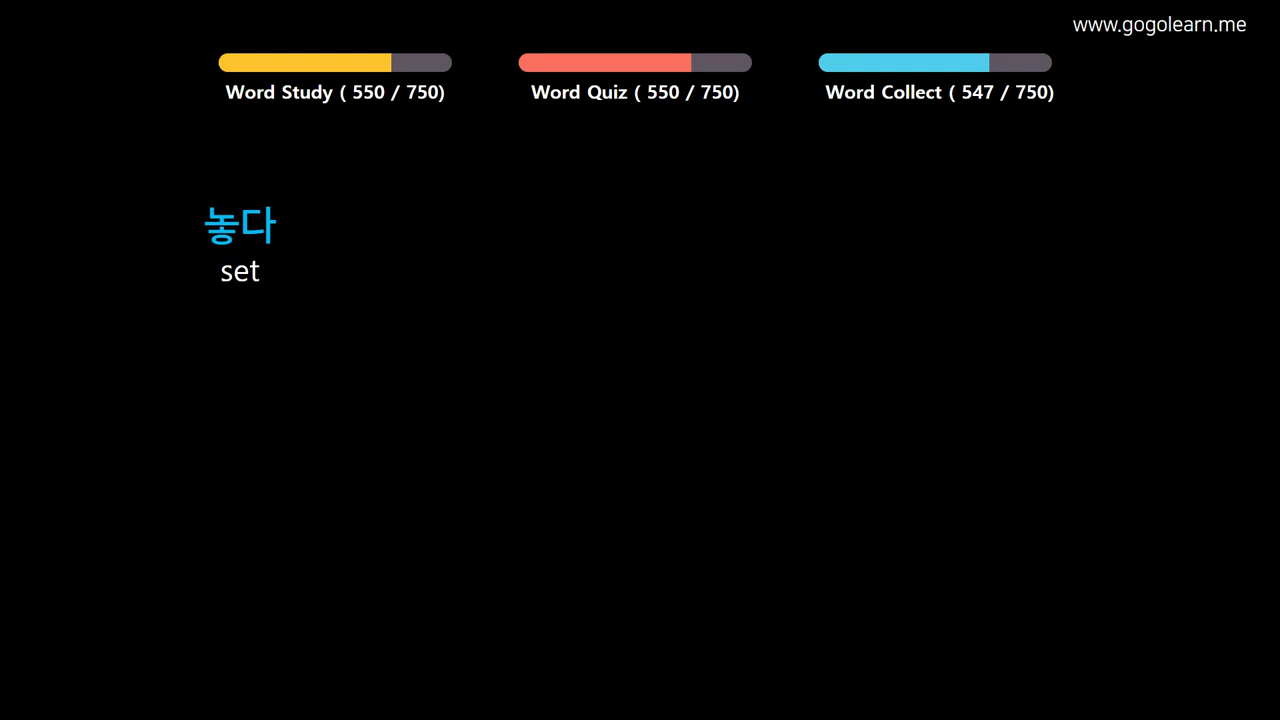 www.gogolearn.me
Word Study ( 550 / 750)
Word Quiz ( 550 / 750)
Word Collect ( 547 / 750)
놓다
set